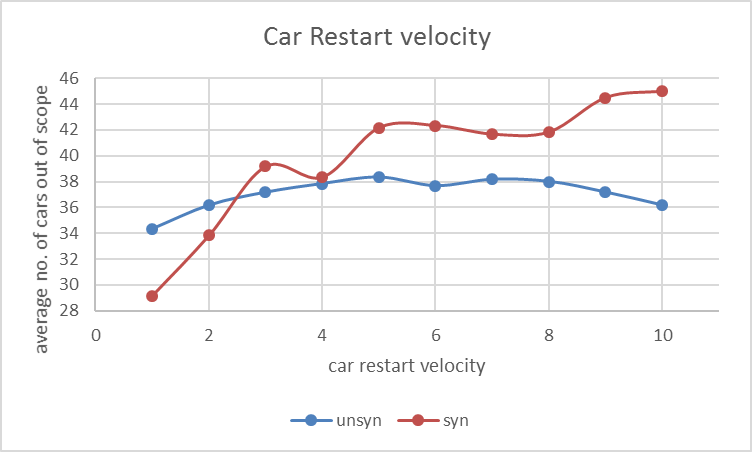 Car Restart velocity
average no. of cars out of scope
46
44
42
40
38
36
34
32
30
28
0 2 4 6 8 10
car restart velocity
unsyn syn